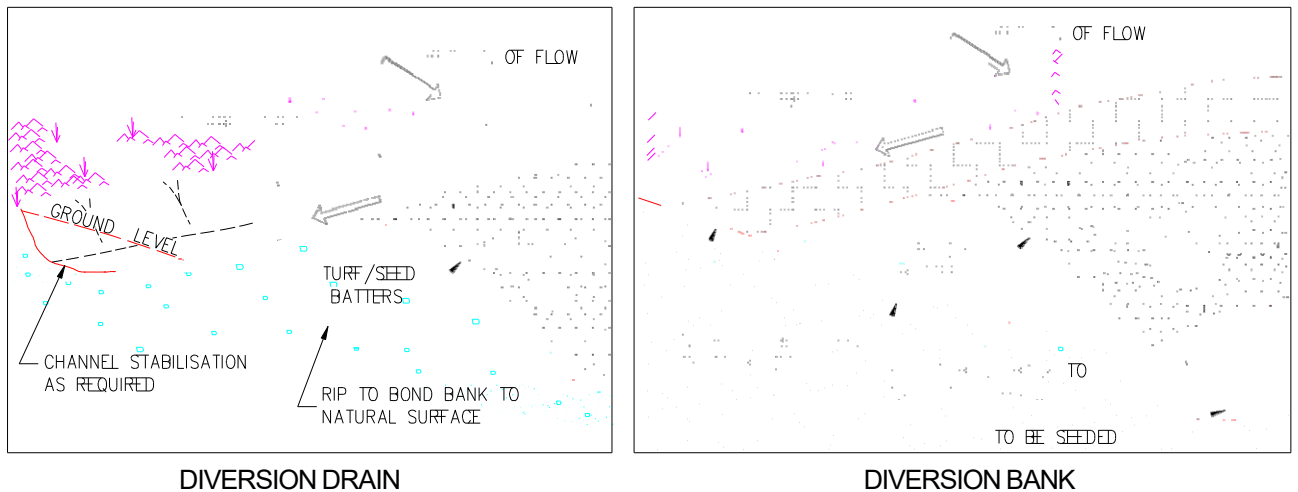 OF FLOW
GROUND LEVEL
TURF/SEED
BATTERS
CHANNEL STABILISATION
AS REQUIRED
RIP TO BOND BANK TO
NATURAL SURFACE
DIVERSION DRAIN
OF FLOW
TO
TO BE SEEDED
DIVERSION BANK